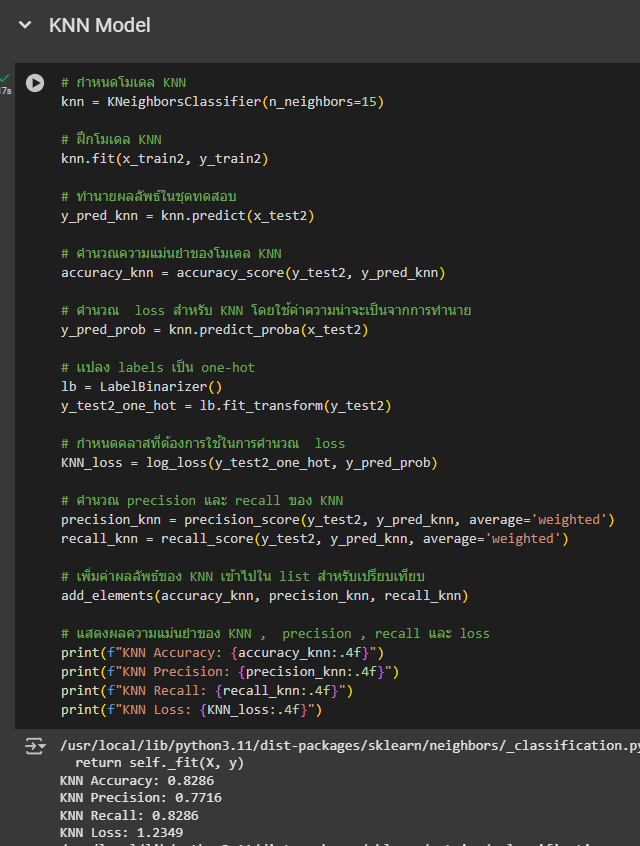 KNN Model
17s
# กำหนดโมเดล KNN
knn = KNeighborsClassifier(n_neighbors=15)
# ฝึกโมเดล KNN
knn.fit(x_train2, y_train2)
# ทำนายผลลัพธ์ในชุดทดสอบ
y_pred_knn = knn.predict(x_test2)
# คำนวณความแม่นยำของโมเดล KNN
accuracy_knn = accuracy_score(y_test2, y_pred_knn)
# คำนวณ  loss สำหรับ KNN โดยใช้ค่าความน่าจะเป็นจากการทำนาย
y_pred_prob = knn.predict_proba(x_test2)
# แปลง labels เป็น one-hot
lb = LabelBinarizer()
y_test2_one_hot = lb.fit_transform(y_test2)
# กำหนดคลาสที่ต้องการใช้ในการคำนวณ  loss
KNN_loss = log_loss(y_test2_one_hot, y_pred_prob)
# คำนวณ precision และ recall ของ KNN
precision_knn = precision_score(y_test2, y_pred_knn, average='weighted')
recall_knn = recall_score(y_test2, y_pred_knn, average='weighted')
# เพิ่มค่าผลลัพธ์ของ KNN เข้าไปใน list สำหรับเปรียบเทียบ
add_elements(accuracy_knn, precision_knn, recall_knn)
# แสดงผลความแม่นยำของ KNN ,  precision , recall และ loss
print(f"KNN Accuracy: {accuracy_knn:.4f}")
print(f"KNN Precision: {precision_knn:.4f}")
print(f"KNN Recall: {recall_knn:.4f}")
print(f"KNN Loss: {KNN_loss:.4f}")
/usr/local/lib/python3.11/dist-packages/sklearn/neighbors/_classification.py
return self._fit(X, y)
KNN Accuracy: 0.8286
KNN Precision: 0.7716
KNN Recall: 0.8286
KNN Loss: 1.2349